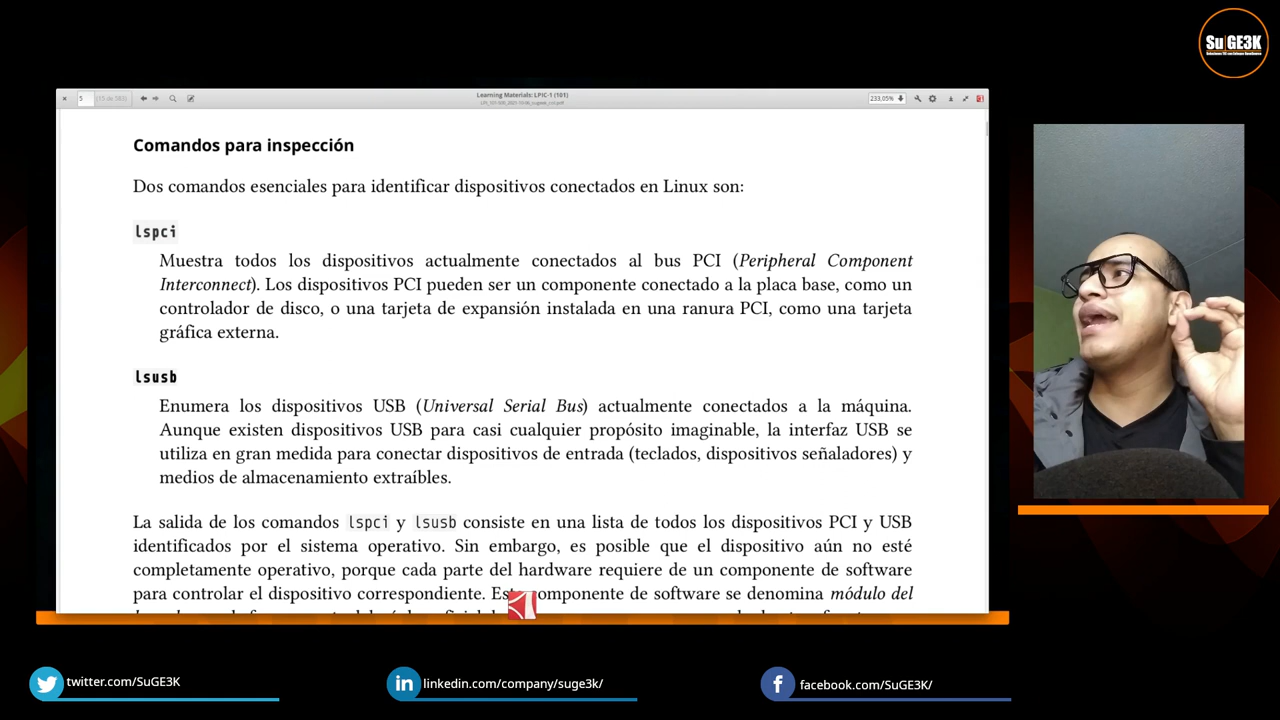 Su GE3K
5
(15 de 583)
Learning Materials: LPIC-1 (101)
233,05%
Comandos para inspección
Dos comandos esenciales para identificar dispositivos conectados en Linux son:
lspci
Muestra todos los dispositivos actualmente conectados al bus PCI (Peripheral Component
Interconnect). Los dispositivos PCI pueden ser un componente conectado a la placa base, como un
controlador de disco, o una tarjeta de expansión instalada en una ranura PCI, como una tarjeta
gráfica externa.
lsusb
Enumera los dispositivos USB (Universal Serial Bus) actualmente conectados a la máquina.
Aunque existen dispositivos USB para casi cualquier propósito imaginable, la interfaz USB se
utiliza en gran medida para conectar dispositivos de entrada (teclados, dispositivos señaladores) y
medios de almacenamiento extraíbles.
La salida de los comandos lspci y lsusb consiste en una lista de todos los dispositivos PCI y USB
identificados por el sistema operativo. Sin embargo, es posible que el dispositivo aún no esté
completamente operativo, porque cada parte del hardware requiere de un componente de software
para controlar el dispositivo correspondiente. componente de software se denomina módulo del
twitter.com/SuGE3K
linkedin.com/company/suge3k/
facebook.com/SuGE3K/